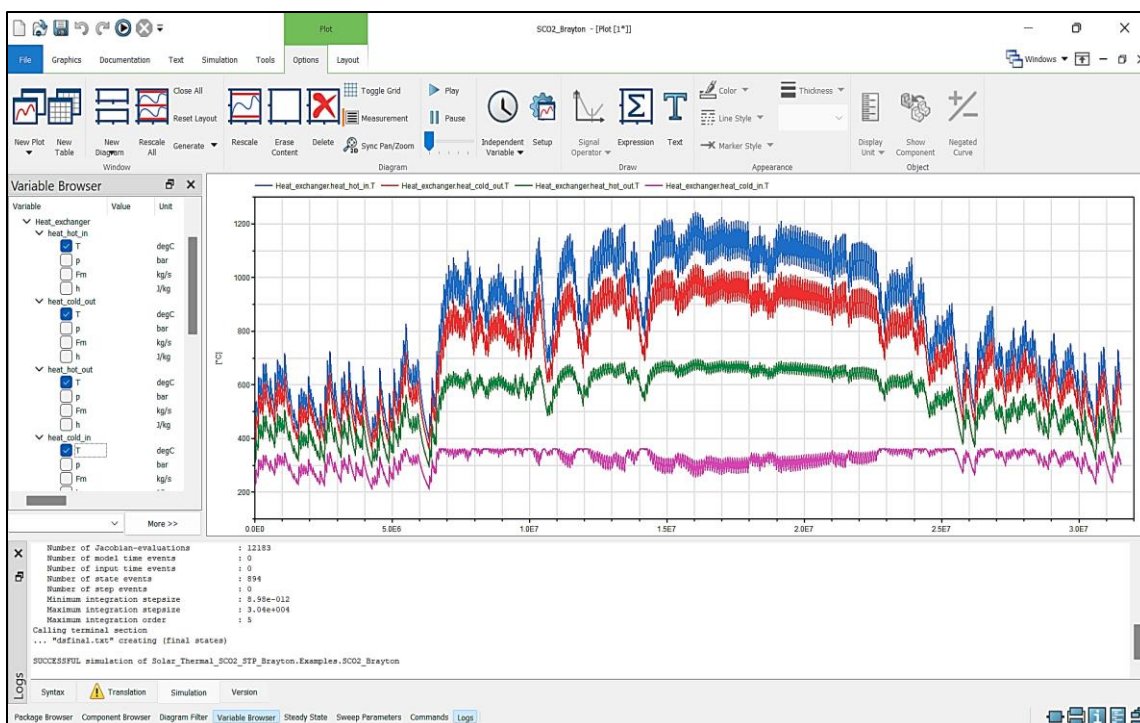 Plot
SCO2_Brayton - [Plot [1*]]
File Graphics Documentation Text Simulation Tools Options Layout Windows
Close All
Reset Layout
Generate
New Plot New Table New Diagram Rescale All
Window
Toggle Grid
Measurement
Sync Pan/Zoom
Rescale Erase Content Delete
Play
Pause
Diagram
Independent Variable Setup
Signal Operator Expression Text
Draw
Color
Line Style
Marker Style
Thickness
Appearance
Display Unit Show Component Negated Curve
Object
Variable Browser
Variable Value Unit
Heat_exchanger
heat_hot_in
T degC
p bar
Fm kg/s
h J/kg
heat_cold_out
T degC
p bar
Fm kg/s
h J/kg
heat_hot_out
T degC
p bar
Fm kg/s
h J/kg
heat_cold_in
T degC
p bar
Fm kg/s
More >>
Heat_exchanger.heat_hot_in.T Heat_exchanger.heat_cold_out.T Heat_exchanger.heat_hot_out.T Heat_exchanger.heat_cold_in.T
1200
1000
800
600
400
200
[°C]
0.0E0 5.0E6 1.0E7 1.5E7 2.0E7 2.5E7 3.0E7
Number of Jacobian-evaluations : 12183
Number of model time events : 0
Number of input time events : 0
Number of state events : 894
Number of step events : 0
Minimum integration stepsize : 8.98e-012
Maximum integration stepsize : 3.04e+004
Maximum integration order : 5
Calling terminal section
... "dsfinal.txt" creating (final states)
SUCCESSFUL simulation of Solar_Thermal_SCO2_STP_Brayton.Examples.SCO2_Brayton
Logs
Syntax Translation Simulation Version
Package Browser Component Browser Diagram Filter Variable Browser Steady State Sweep Parameters Commands Logs